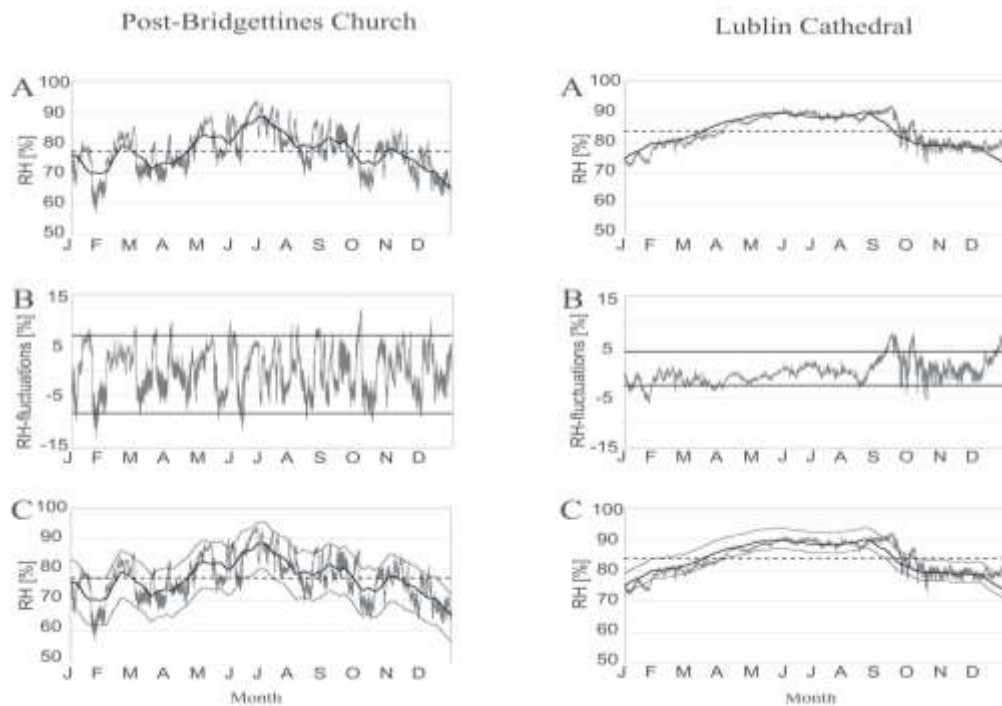 Post-Bridgettines Church
Lublin Cathedral
A
100
90
80
70
60
50
RH [%]
J F M A M J J A S O N D
A
100
90
80
70
60
50
RH [%]
J F M A M J J A S O N D
B
15
5
-5
-15
RH-fluctuations [%]
J F M A M J J A S O N D
B
15
5
-5
-15
RH-fluctuations [%]
J F M A M J J A S O N D
C
100
90
80
70
60
50
RH [%]
J F M A M J J A S O N D
Month
C
100
90
80
70
60
50
RH [%]
J F M A M J J A S O N D
Month